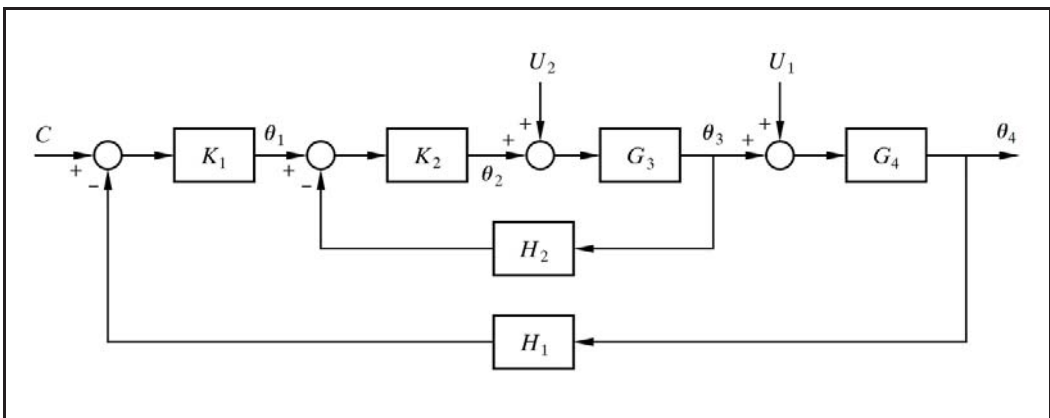 U₂
U₁
C
+
−
K₁
θ₁
+
−
K₂
θ₂
+
+
G₃
θ₃
+
+
G₄
θ₄
H₂
H₁